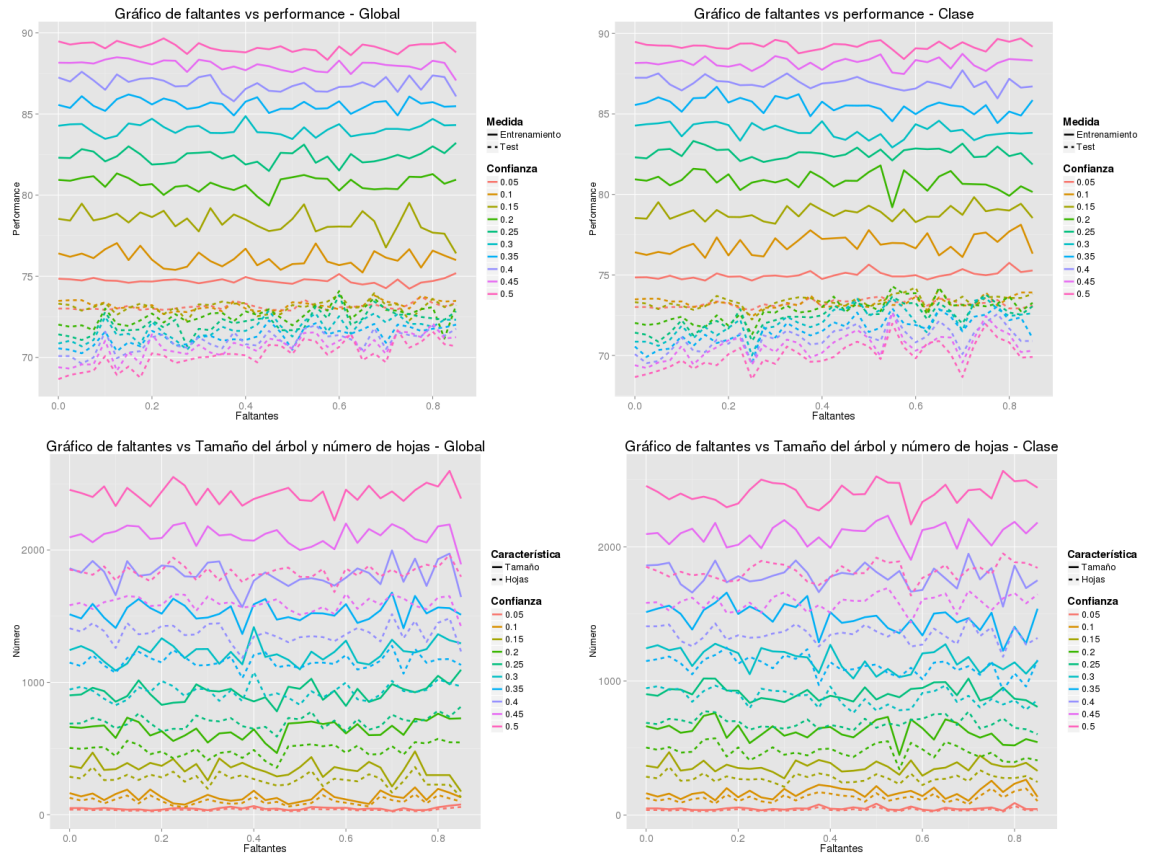 Gráfico de faltantes vs performance - Global
90
85
80
75
70
Performance
0.0
0.2
0.4
0.6
0.8
Faltantes
Medida
Entrenamiento
Test
Confianza
0.05
0.1
0.15
0.2
0.25
0.3
0.35
0.4
0.45
0.5
Gráfico de faltantes vs performance - Clase
90
85
80
75
70
Performance
0.0
0.2
0.4
0.6
0.8
Faltantes
Medida
Entrenamiento
Test
Confianza
0.05
0.1
0.15
0.2
0.25
0.3
0.35
0.4
0.45
0.5
Gráfico de faltantes vs Tamaño del árbol y número de hojas - Global
2000
1000
0
Número
0.0
0.2
0.4
0.6
0.8
Faltantes
Característica
Tamaño
Hojas
Confianza
0.05
0.1
0.15
0.2
0.25
0.3
0.35
0.4
0.45
0.5
Gráfico de faltantes vs Tamaño del árbol y número de hojas - Clase
2000
1000
0
Número
0.0
0.2
0.4
0.6
0.8
Faltantes
Característica
Tamaño
Hojas
Confianza
0.05
0.1
0.15
0.2
0.25
0.3
0.35
0.4
0.45
0.5